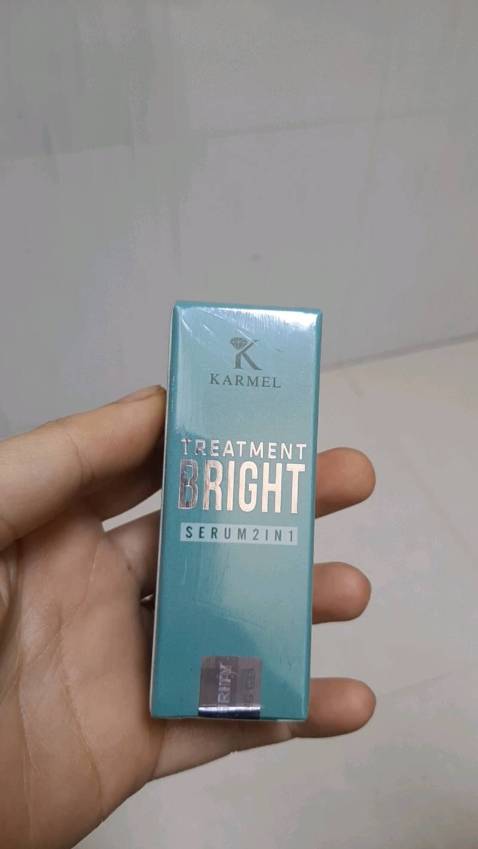 K
KARMEL
TREATMENT
BRIGHT
SERUM2IN1